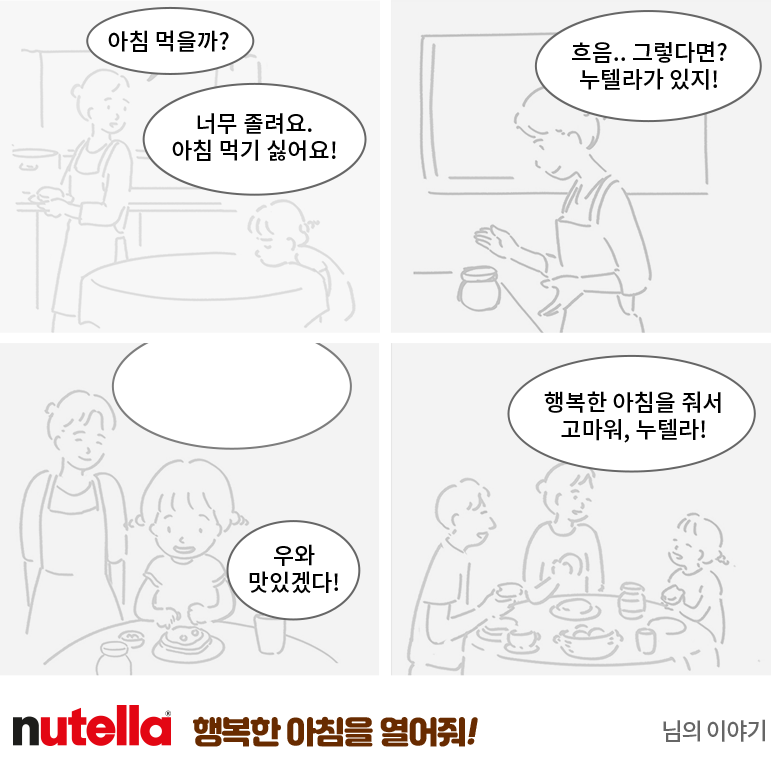 아침 먹을까?
너무 졸려요.
아침 먹기 싫어요!
흐음.. 그렇다면?
누텔라가 있지!
우와
맛있겠다!
행복한 아침을 줘서
고마워, 누텔라!
nutella®
행복한 아침을 열어줘!
님의 이야기